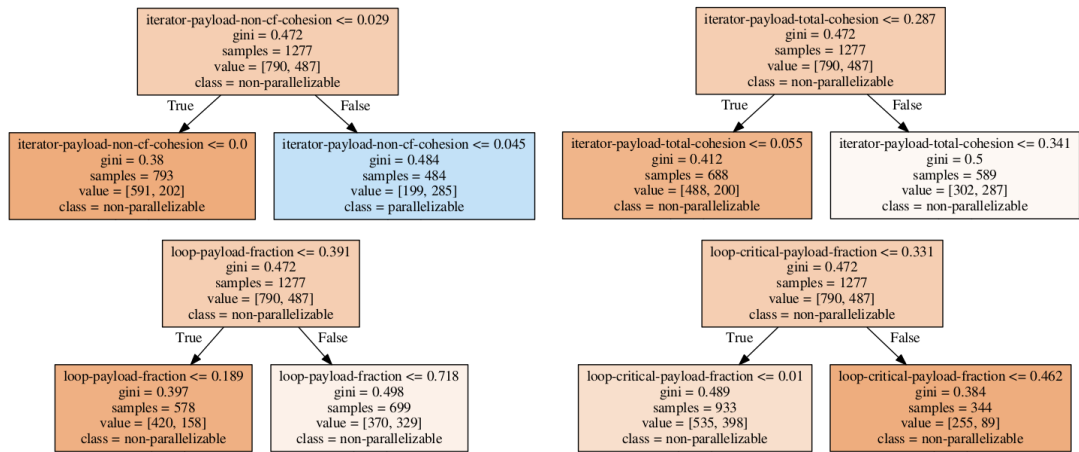 iterator-payload-non-cf-cohesion <= 0.029
gini = 0.472
samples = 1277
value = [790, 487]
class = non-parallelizable
True
False
iterator-payload-non-cf-cohesion <= 0.0
gini = 0.38
samples = 793
value = [591, 202]
class = non-parallelizable
iterator-payload-non-cf-cohesion <= 0.045
gini = 0.484
samples = 484
value = [199, 285]
class = parallelizable
iterator-payload-total-cohesion <= 0.287
gini = 0.472
samples = 1277
value = [790, 487]
class = non-parallelizable
True
False
iterator-payload-total-cohesion <= 0.055
gini = 0.412
samples = 688
value = [488, 200]
class = non-parallelizable
iterator-payload-total-cohesion <= 0.341
gini = 0.5
samples = 589
value = [302, 287]
class = non-parallelizable
loop-payload-fraction <= 0.391
gini = 0.472
samples = 1277
value = [790, 487]
class = non-parallelizable
True
False
loop-payload-fraction <= 0.189
gini = 0.397
samples = 578
value = [420, 158]
class = non-parallelizable
loop-payload-fraction <= 0.718
gini = 0.498
samples = 699
value = [370, 329]
class = non-parallelizable
loop-critical-payload-fraction <= 0.331
gini = 0.472
samples = 1277
value = [790, 487]
class = non-parallelizable
True
False
loop-critical-payload-fraction <= 0.01
gini = 0.489
samples = 933
value = [535, 398]
class = non-parallelizable
loop-critical-payload-fraction <= 0.462
gini = 0.384
samples = 344
value = [255, 89]
class = non-parallelizable